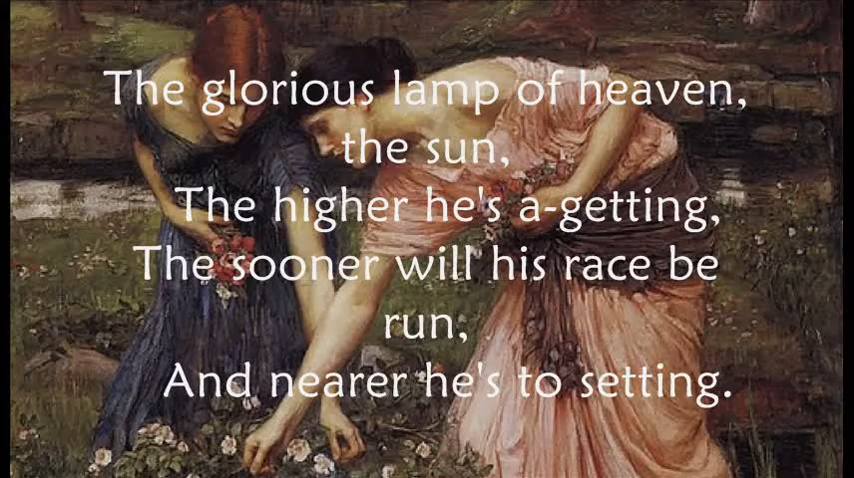 The glorious lamp of heaven,
the sun,
The higher he's a-getting,
The sooner will his race be
run,
And nearer he's to setting.